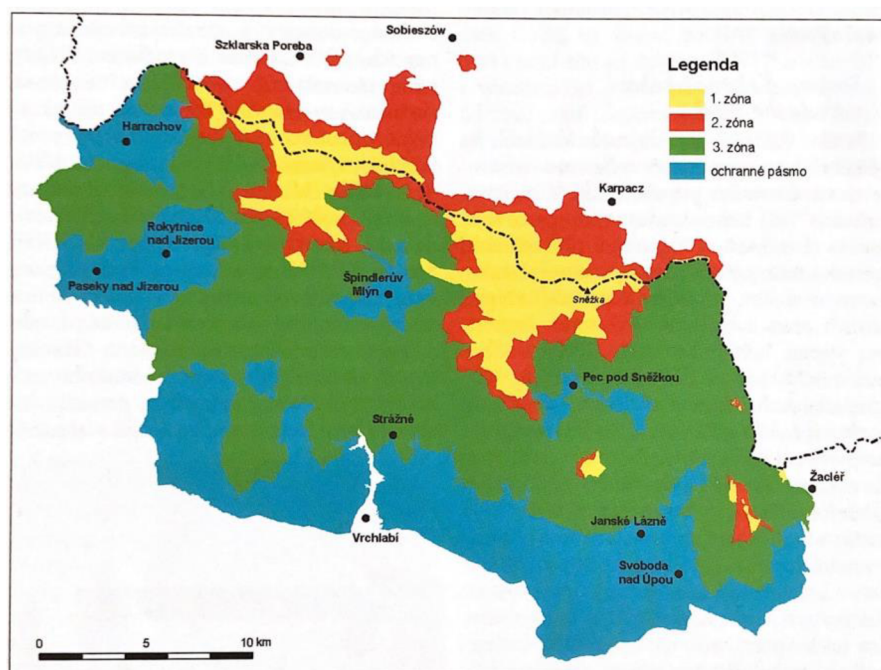 Sobieszów
Szklarska Poreba
Legenda
1. zóna
2. zóna
3. zóna
ochranné pásmo
Harrachov
Karpacz
Rokytnice
nad Jizerou
Paseky nad Jizerou
Špindlerův
Mlýn
Sněžka
Pec pod Sněžkou
Strážné
Žacléř
Vrchlabí
Janské Lázně
Svoboda
nad Úpou
0 5 10 km